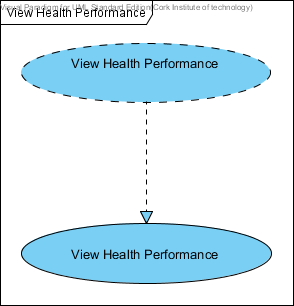 Visual Paradigm for UML Standard Edition(Cork Institute of technology)
View Health Performance
View Health Performance
View Health Performance